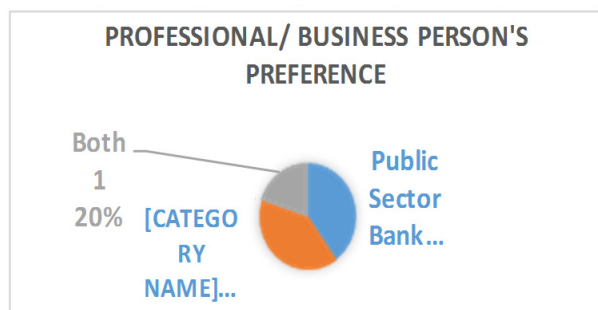 PROFESSIONAL/ BUSINESS PERSON'S
PREFERENCE
Both
1
20%
[CATEGO
RY
NAME]...
Public
Sector
Bank...